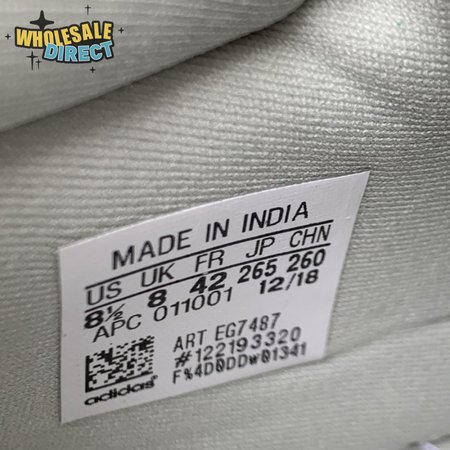 WHOLESALE
DIRECT
MADE IN INDIA
US UK FR JP CHN
8½ 8 42 265 260
APC 011001 12/18
ART EG7487
#122193320
F%4D0DDw01341
adidas